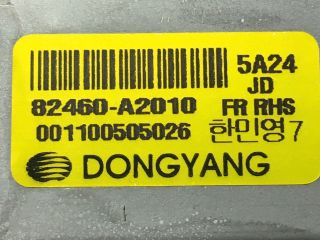 5A24
JD
82460-A2010 FR RHS
001100505026 한민영7
DONGYANG